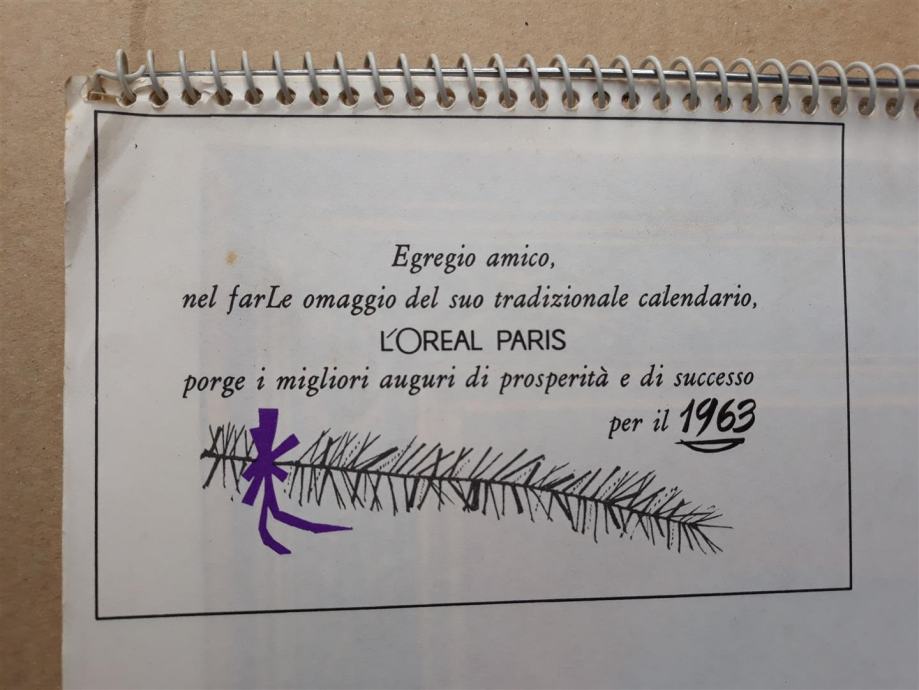 Egregio amico,
nel farLe omaggio del suo tradizionale calendario,
L'OREAL PARIS
porge i migliori auguri di prosperità e di successo
per il 1963